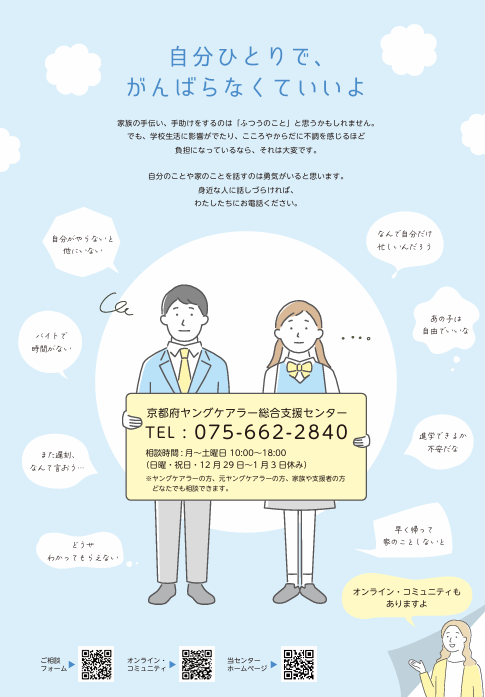 自分ひとりで、
がんばらなくていいよ
家族の手伝い、手助けをするのは「ふつうのこと」と思うかもしれません。
でも、学校生活に影響がでたり、こころやからだに不調を感じるほど
負担になっているなら、それは大変です。
自分のことや家のことを話すのは勇気がいると思います。
身近な人に話しづらければ、
わたしたちにお電話ください。
自分がやらないと
他にいない
なんで自分だけ
忙しいんだろう
バイトで
時間がない
あの子は
自由でいいな
京都府ヤングケアラー総合支援センター
TEL：075-662-2840
相談時間：月〜土曜日 10:00〜18:00
（日曜・祝日・12月29日〜1月3日休み）
※ヤングケアラーの方、元ヤングケアラーの方、家族や支援者の方
どなたでも相談できます。
また遅刻、
なんて言おう…
進学できるか
不安だな
どうせ
わかってもらえない
早く帰って
家のことしないと
オンライン・コミュニティも
ありますよ
ご相談
フォーム
オンライン・
コミュニティ
当センター
ホームページ